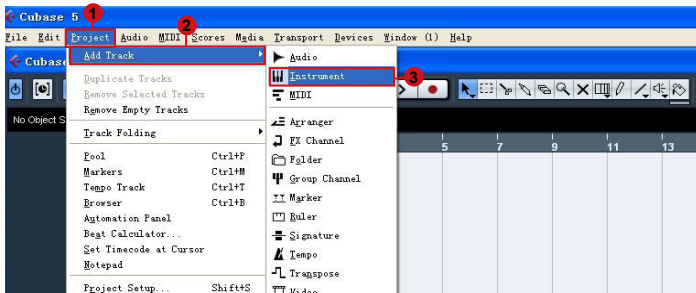 Cubase 5
1
2
File Edit Project Audio MIDI Scores Media Transport Devices Window (1) Help
Cubase
Add Track
Audio
Duplicate Tracks
Instrument
3
Remove Selected Tracks
MIDI
Remove Empty Tracks
No Object S
Arranger
Track Folding
FX Channel
5 7 9 11 13
Pool Ctrl+P
Folder
Markers Ctrl+M
Group Channel
Tempo Track Ctrl+T
Marker
Browser Ctrl+B
Ruler
Automation Panel
Beat Calculator...
Signature
Set Timecode at Cursor
Tempo
Notepad
Transpose
Project Setup... Shift+S
Video